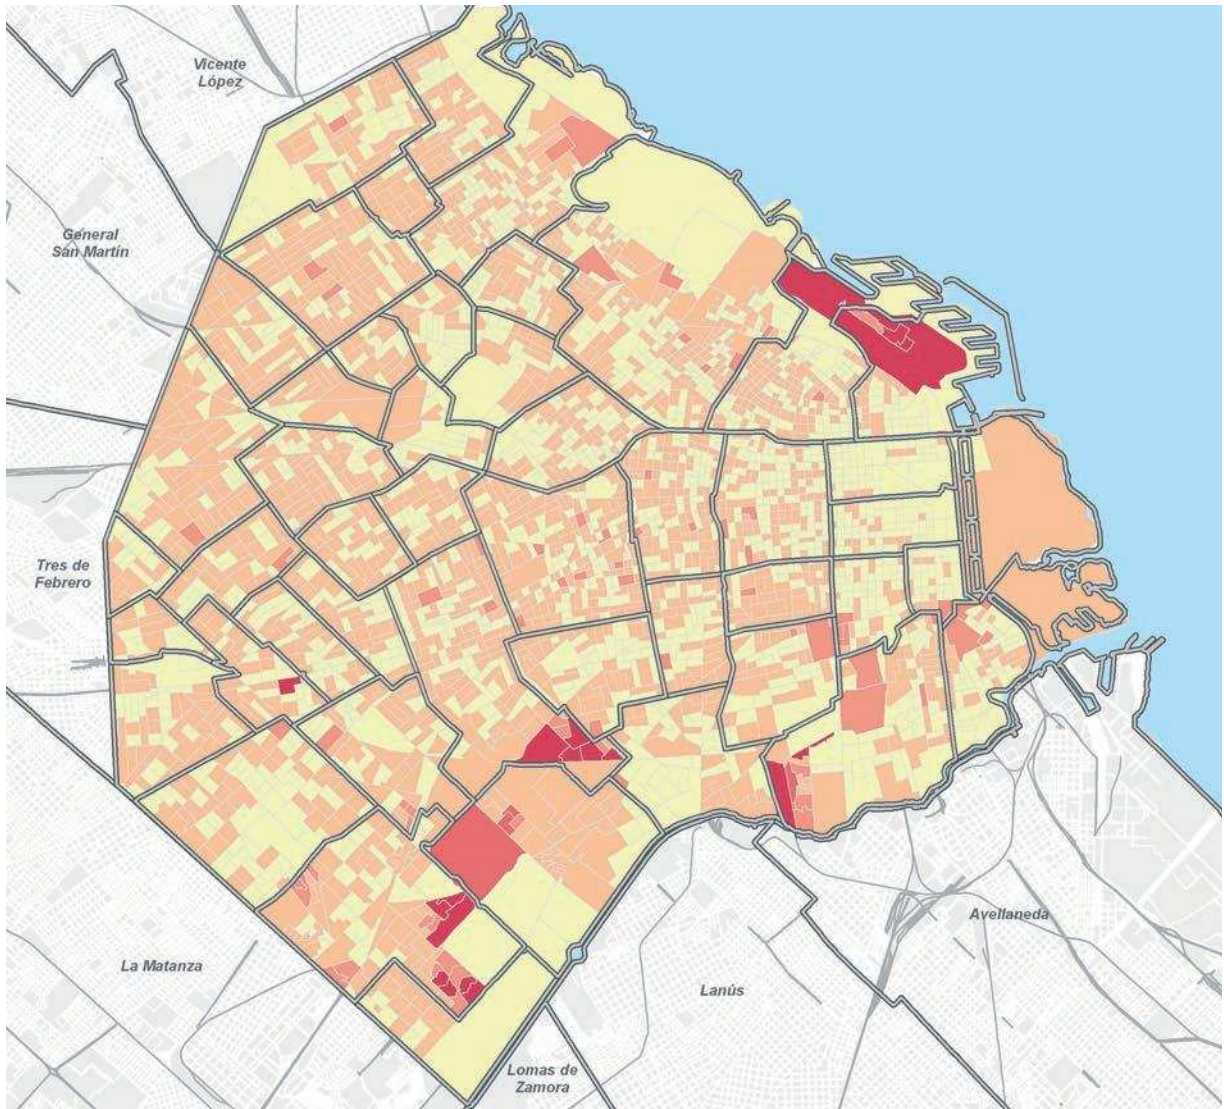 Vicente
López
General
San Martín
Tres de
Febrero
La Matanza
Avellaneda
Lanús
Lomas de
Zamora